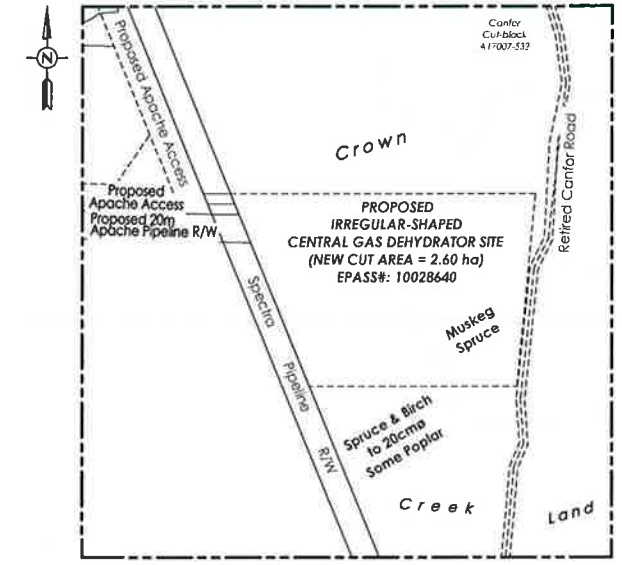 N
Canfor
Cut-block
A17007-532
Proposed Apache Access
Crown
Retired Canfor Road
Proposed
Apache Access
Proposed 20m
Apache Pipeline R/W
PROPOSED
IRREGULAR-SHAPED
CENTRAL GAS DEHYDRATOR SITE
(NEW CUT AREA = 2.60 ha)
EPASS#: 10028640
Spectra Pipeline R/W
Muskeg
Spruce
Spruce & Birch
to 20cmø
Some Poplar
Creek
Land